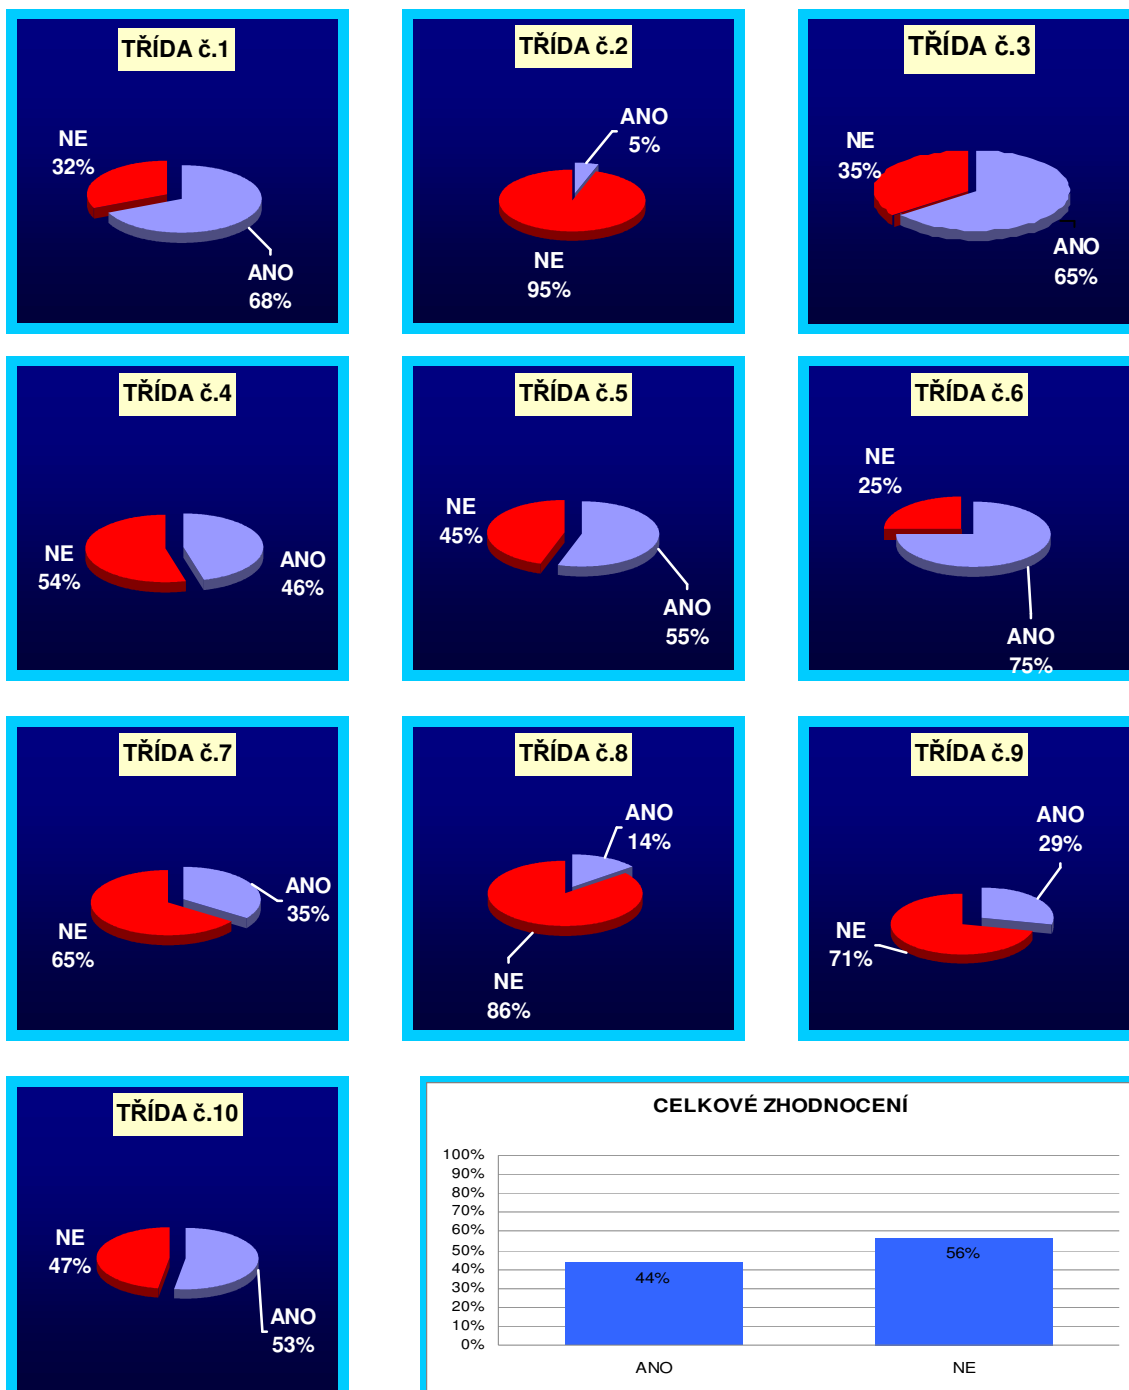 TŘÍDA č.1
NE
32%
ANO
68%
TŘÍDA č.2
ANO
5%
NE
95%
TŘÍDA č.3
NE
35%
ANO
65%
TŘÍDA č.4
NE
54%
ANO
46%
TŘÍDA č.5
NE
45%
ANO
55%
TŘÍDA č.6
NE
25%
ANO
75%
TŘÍDA č.7
ANO
35%
NE
65%
TŘÍDA č.8
ANO
14%
NE
86%
TŘÍDA č.9
ANO
29%
NE
71%
TŘÍDA č.10
NE
47%
ANO
53%
CELKOVÉ ZHODNOCENÍ
100%
90%
80%
70%
60%
50%
40%
30%
20%
10%
0%
44%
56%
ANO
NE